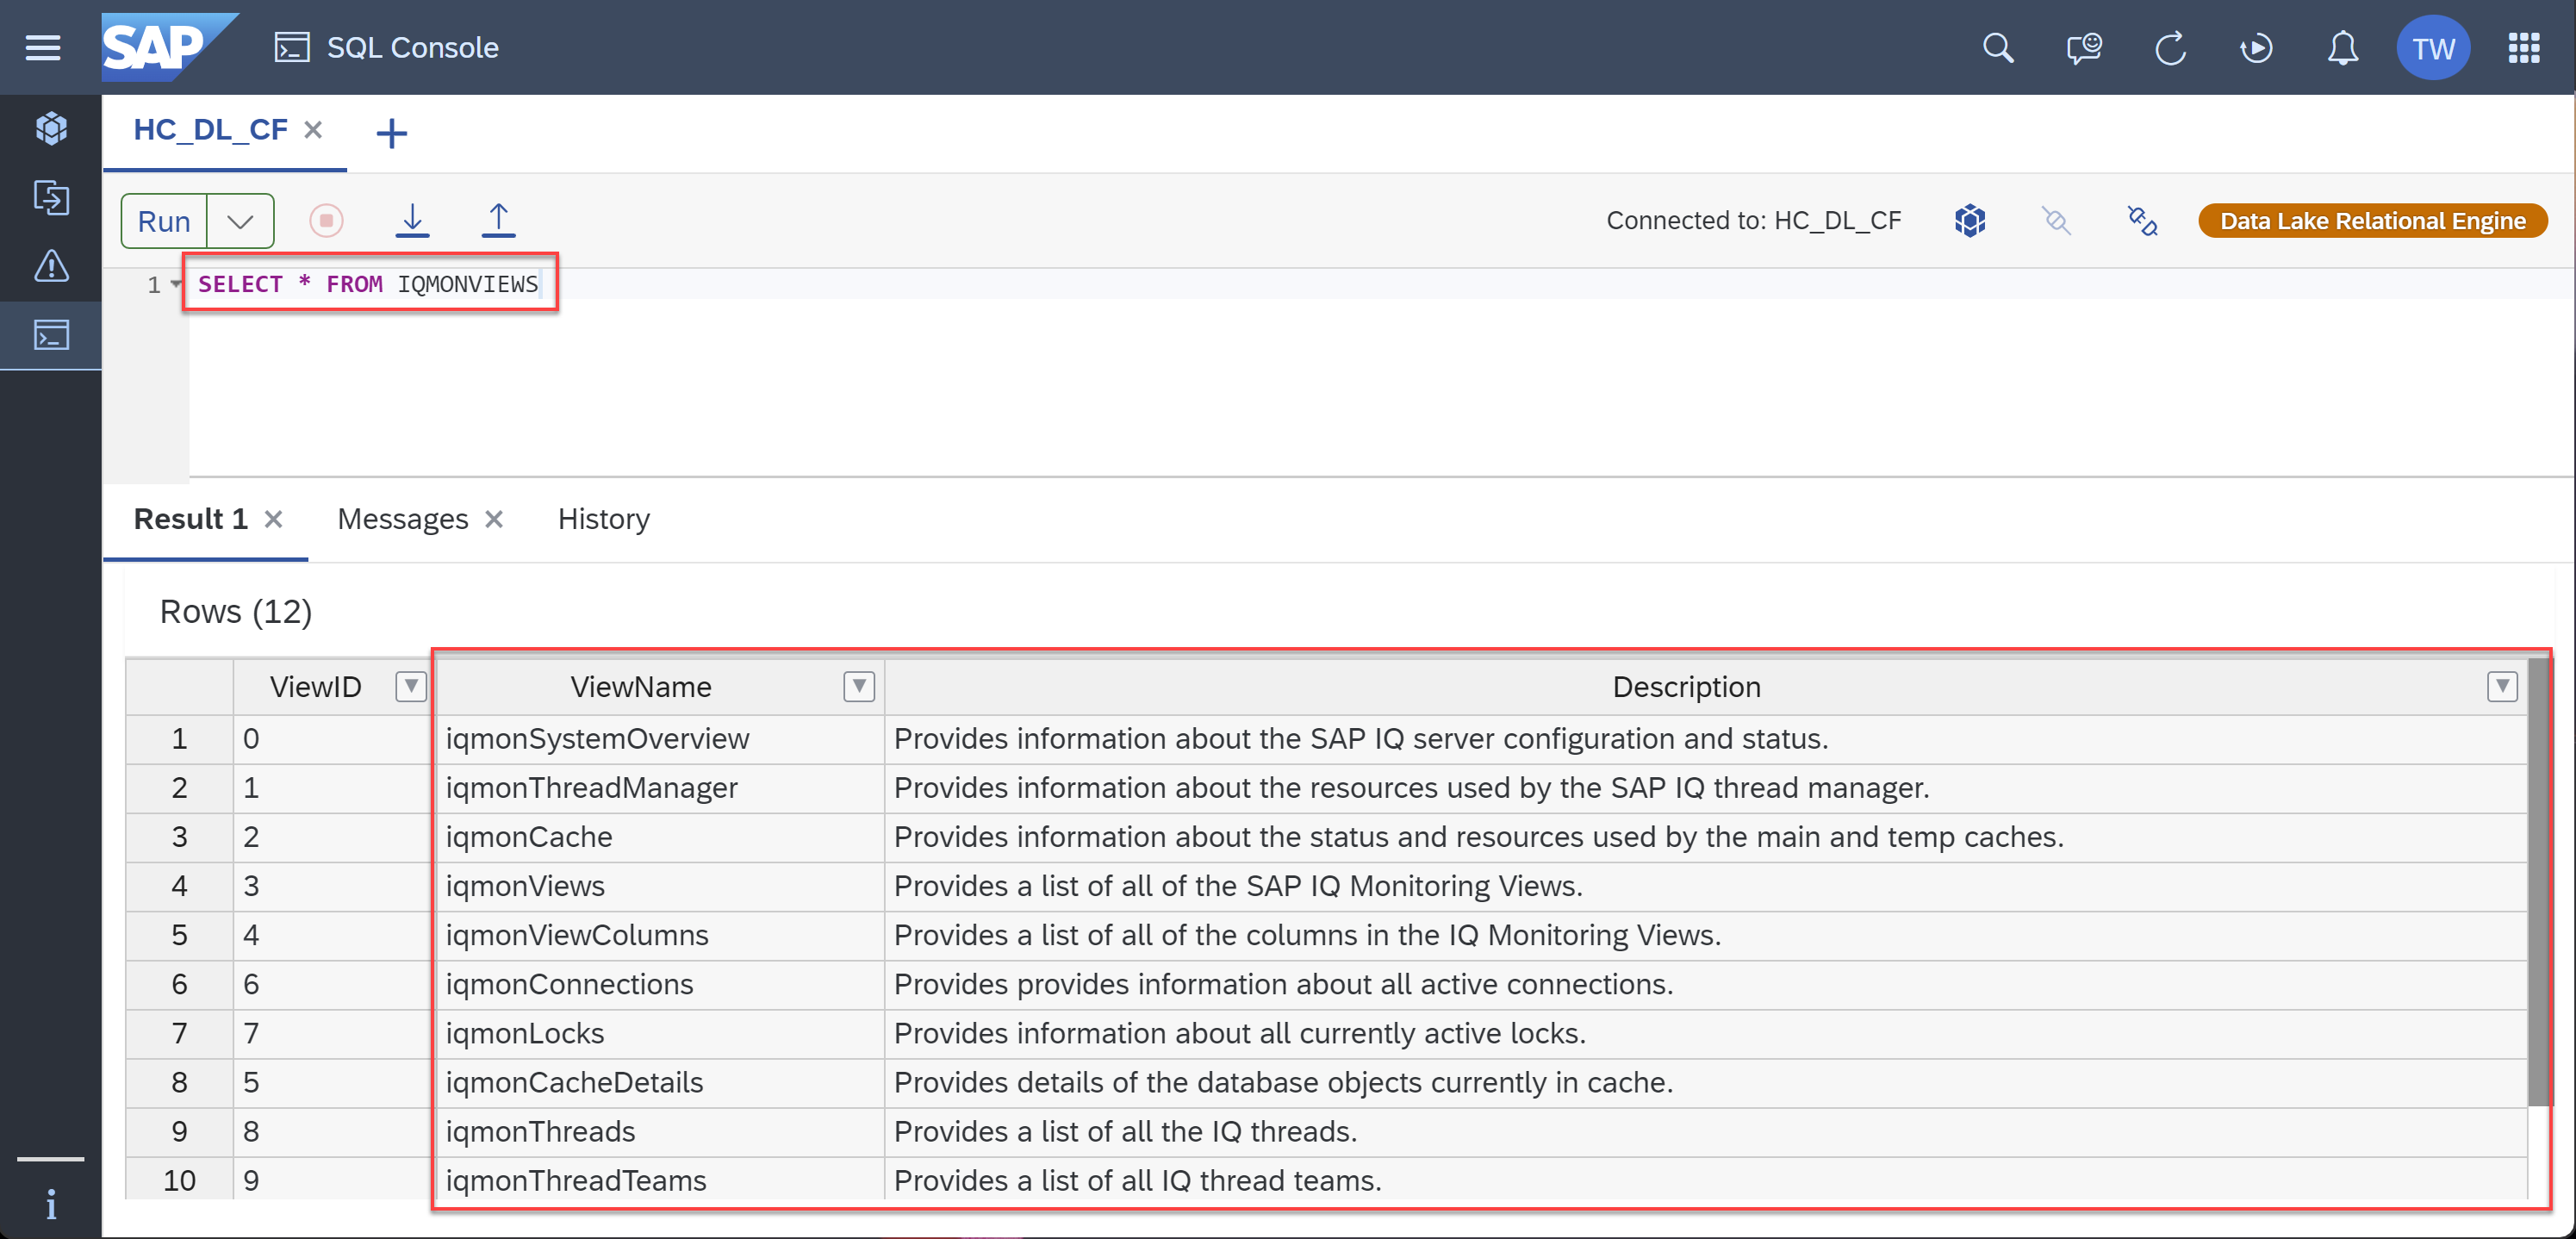 SAP SQL Console TW
HC_DL_CF
Run Connected to: HC_DL_CF Data Lake Relational Engine
1 SELECT * FROM IQMONVIEWS
Result 1 Messages History
Rows (12)
ViewID ViewName Description
1 0 iqmonSystemOverview Provides information about the SAP IQ server configuration and status.
2 1 iqmonThreadManager Provides information about the resources used by the SAP IQ thread manager.
3 2 iqmonCache Provides information about the status and resources used by the main and temp caches.
4 3 iqmonViews Provides a list of all of the SAP IQ Monitoring Views.
5 4 iqmonViewColumns Provides a list of all of the columns in the IQ Monitoring Views.
6 6 iqmonConnections Provides provides information about all active connections.
7 7 iqmonLocks Provides information about all currently active locks.
8 5 iqmonCacheDetails Provides details of the database objects currently in cache.
9 8 iqmonThreads Provides a list of all the IQ threads.
10 9 iqmonThreadTeams Provides a list of all IQ thread teams.